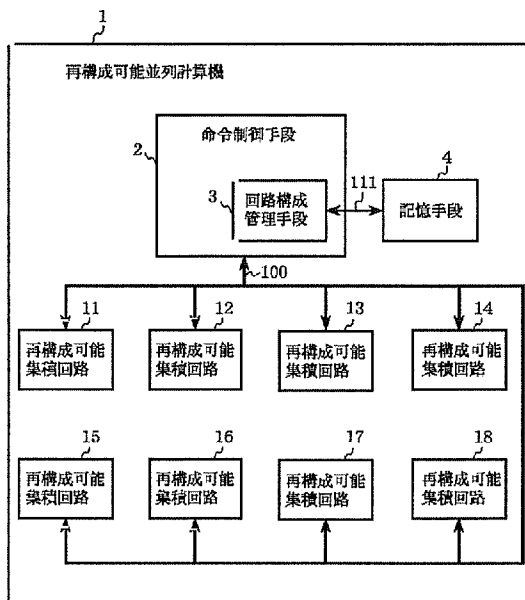 1
再構成可能並列計算機
2
命令制御手段
3
回路構成
管理手段
111
4
記憶手段
100
11
12
13
14
再構成可能
集積回路
再構成可能
集積回路
再構成可能
集積回路
再構成可能
集積回路
15
16
17
18
再構成可能
集積回路
再構成可能
集積回路
再構成可能
集積回路
再構成可能
集積回路